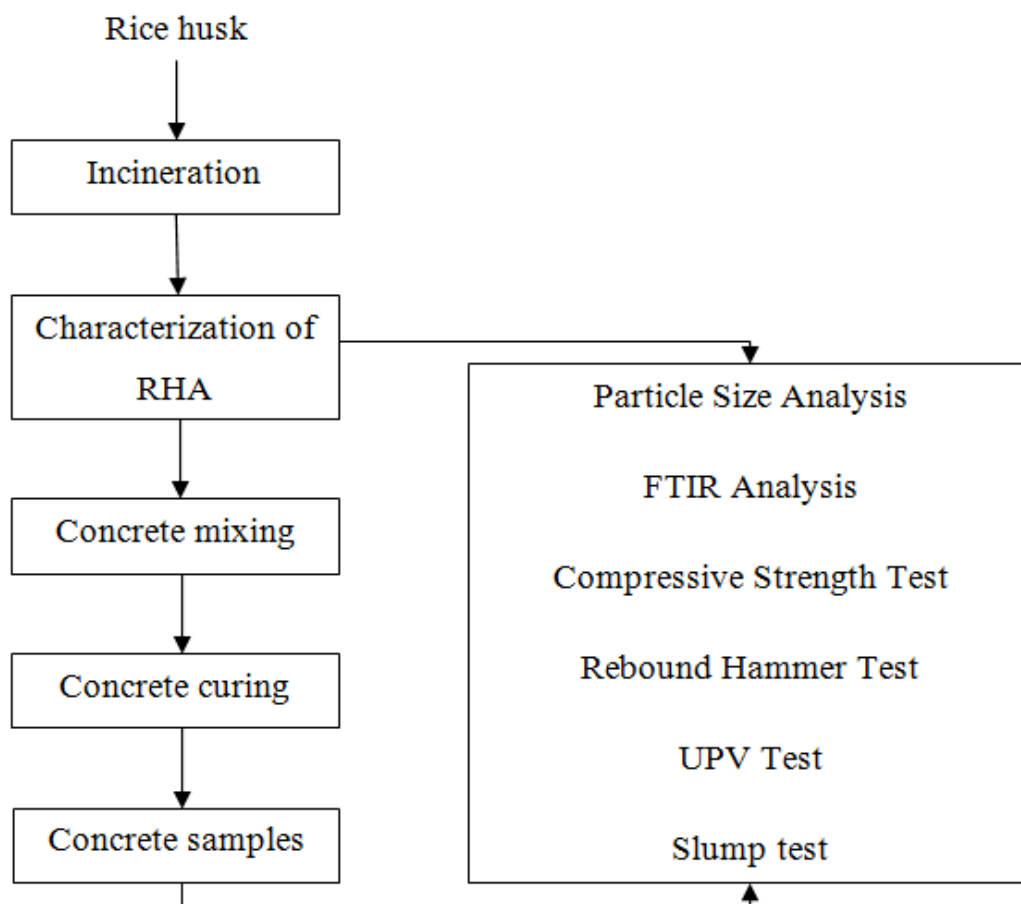 Rice husk
Incineration
Characterization of
RHA
Concrete mixing
Concrete curing
Concrete samples
Particle Size Analysis
FTIR Analysis
Compressive Strength Test
Rebound Hammer Test
UPV Test
Slump test